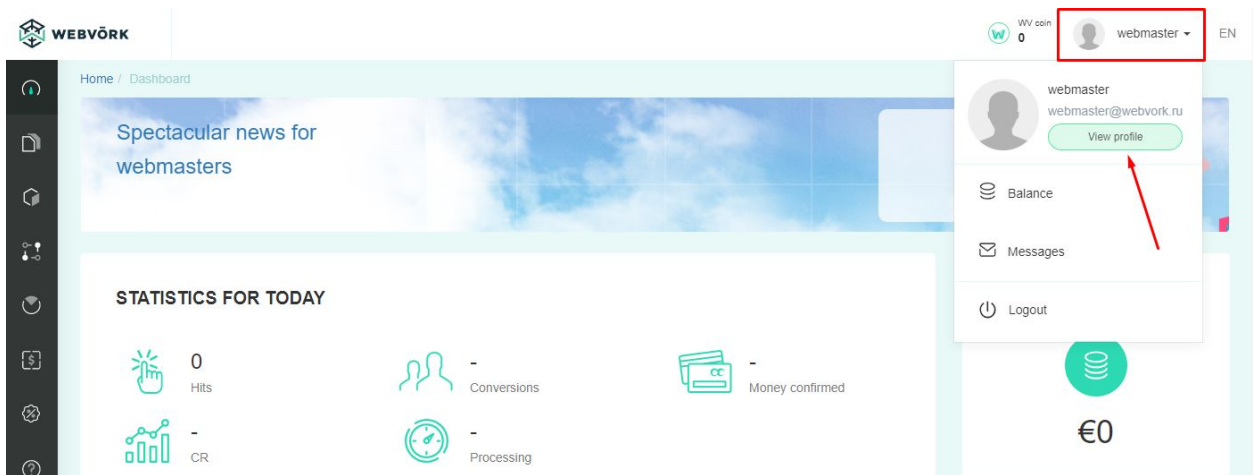 WEBVÖRK
WV coin
0
webmaster
EN
Home / Dashboard
Spectacular news for
webmasters
webmaster
webmaster@webvork.ru
View profile
Balance
Messages
Logout
STATISTICS FOR TODAY
0
Hits
-
Conversions
CC
-
Money confirmed
-
CR
-
Processing
€0